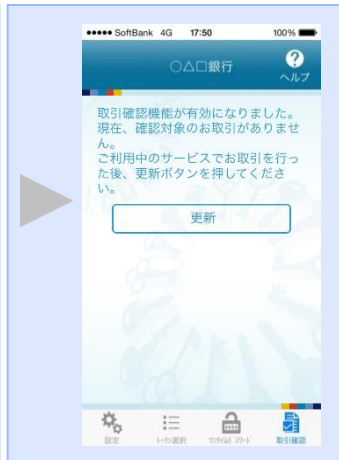 SoftBank 4G 17:50 100%
○△□銀行
ヘルプ
取引確認機能が有効になりました。
現在、確認対象のお取引がありませ
ん。
ご利用中のサービスでお取引を行っ
た後、更新ボタンを押してくださ
い。
更新
設定 トークン選択 ワンタイムパスワード 取引確認